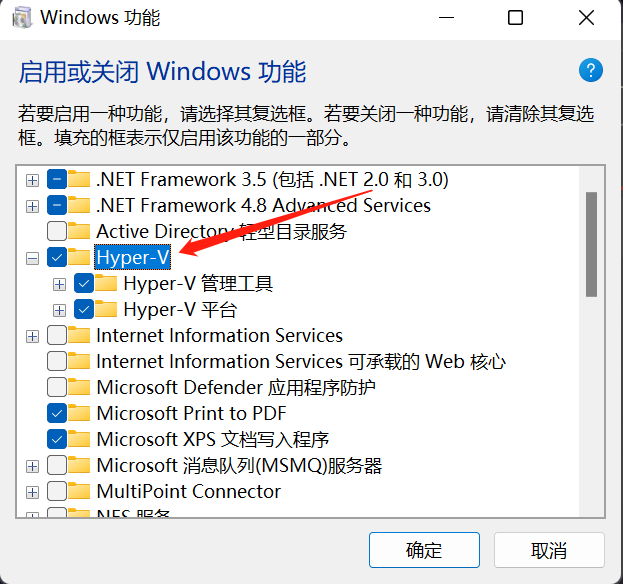 Windows 功能
启用或关闭 Windows 功能
?
若要启用一种功能，请选择其复选框。若要关闭一种功能，请清除其复选
框。填充的框表示仅启用该功能的一部分。
.NET Framework 3.5 (包括 .NET 2.0 和 3.0)
.NET Framework 4.8 Advanced Services
Active Directory 轻型目录服务
Hyper-V
Hyper-V 管理工具
Hyper-V 平台
Internet Information Services
Internet Information Services 可承载的 Web 核心
Microsoft Defender 应用程序防护
Microsoft Print to PDF
Microsoft XPS 文档写入程序
Microsoft 消息队列(MSMQ)服务器
MultiPoint Connector
NFS 服务
确定 取消